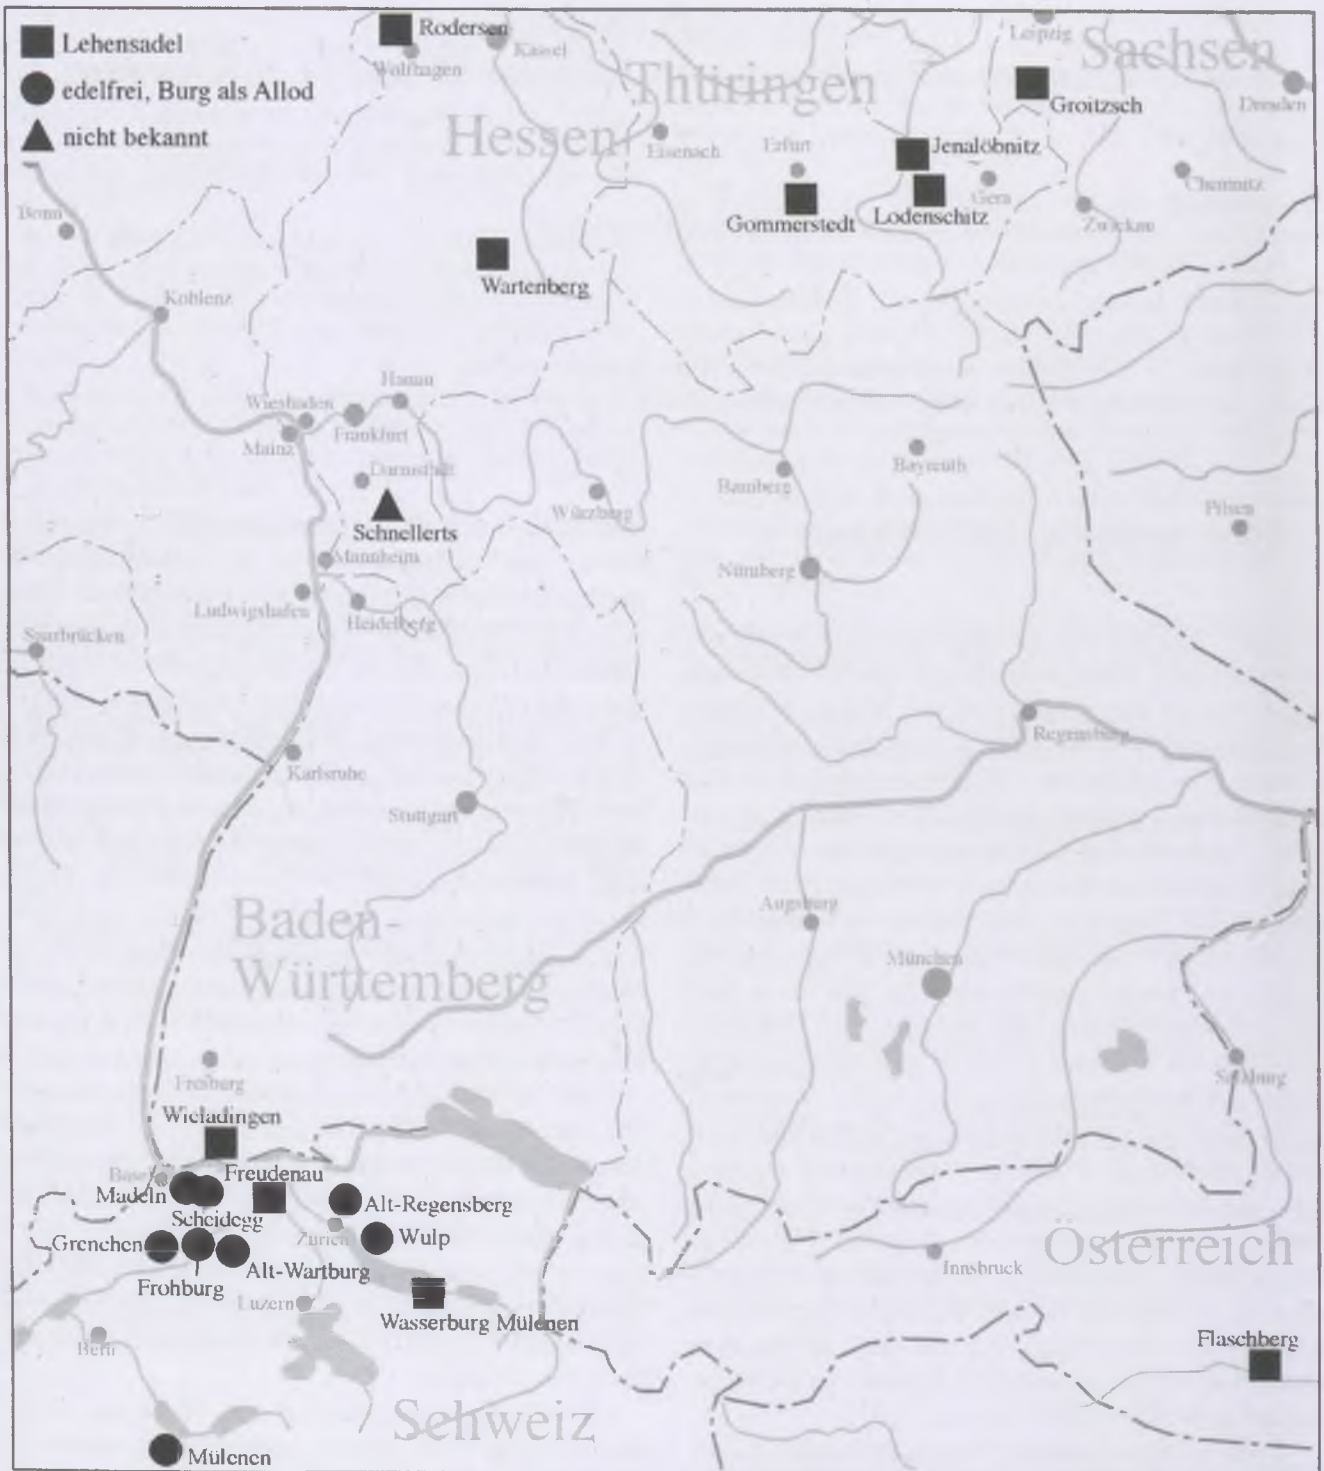 Lehensadel
edelfrei, Burg als Allod
nicht bekannt
Rodersen
Wolfhagen
Kassel
Leipzig
Sachsen
Thüringen
Groitzsch
Dresden
Hessen
Eisenach
Erfurt
Jenalöbnitz
Gera
Chemnitz
Gommerstedt
Lodenschitz
Zwickau
Bonn
Wartenberg
Koblenz
Hanau
Wiesbaden
Mainz
Frankfurt
Darmstadt
Bamberg
Bayreuth
Würzburg
Pilsen
Schnellerts
Mannheim
Nürnberg
Ludwigshafen
Heidelberg
Saarbrücken
Regensburg
Karlsruhe
Stuttgart
Augsburg
Baden-
Württemberg
München
Freiburg
Salzburg
Wieladingen
Basel
Freudenau
Madeln
Alt-Regensberg
Scheidegg
Zürich
Wulp
Grenchen
Alt-Wartburg
Frohburg
Österreich
Innsbruck
Luzern
Wasserburg Mülenen
Bern
Flaschberg
Schweiz
Mülenen